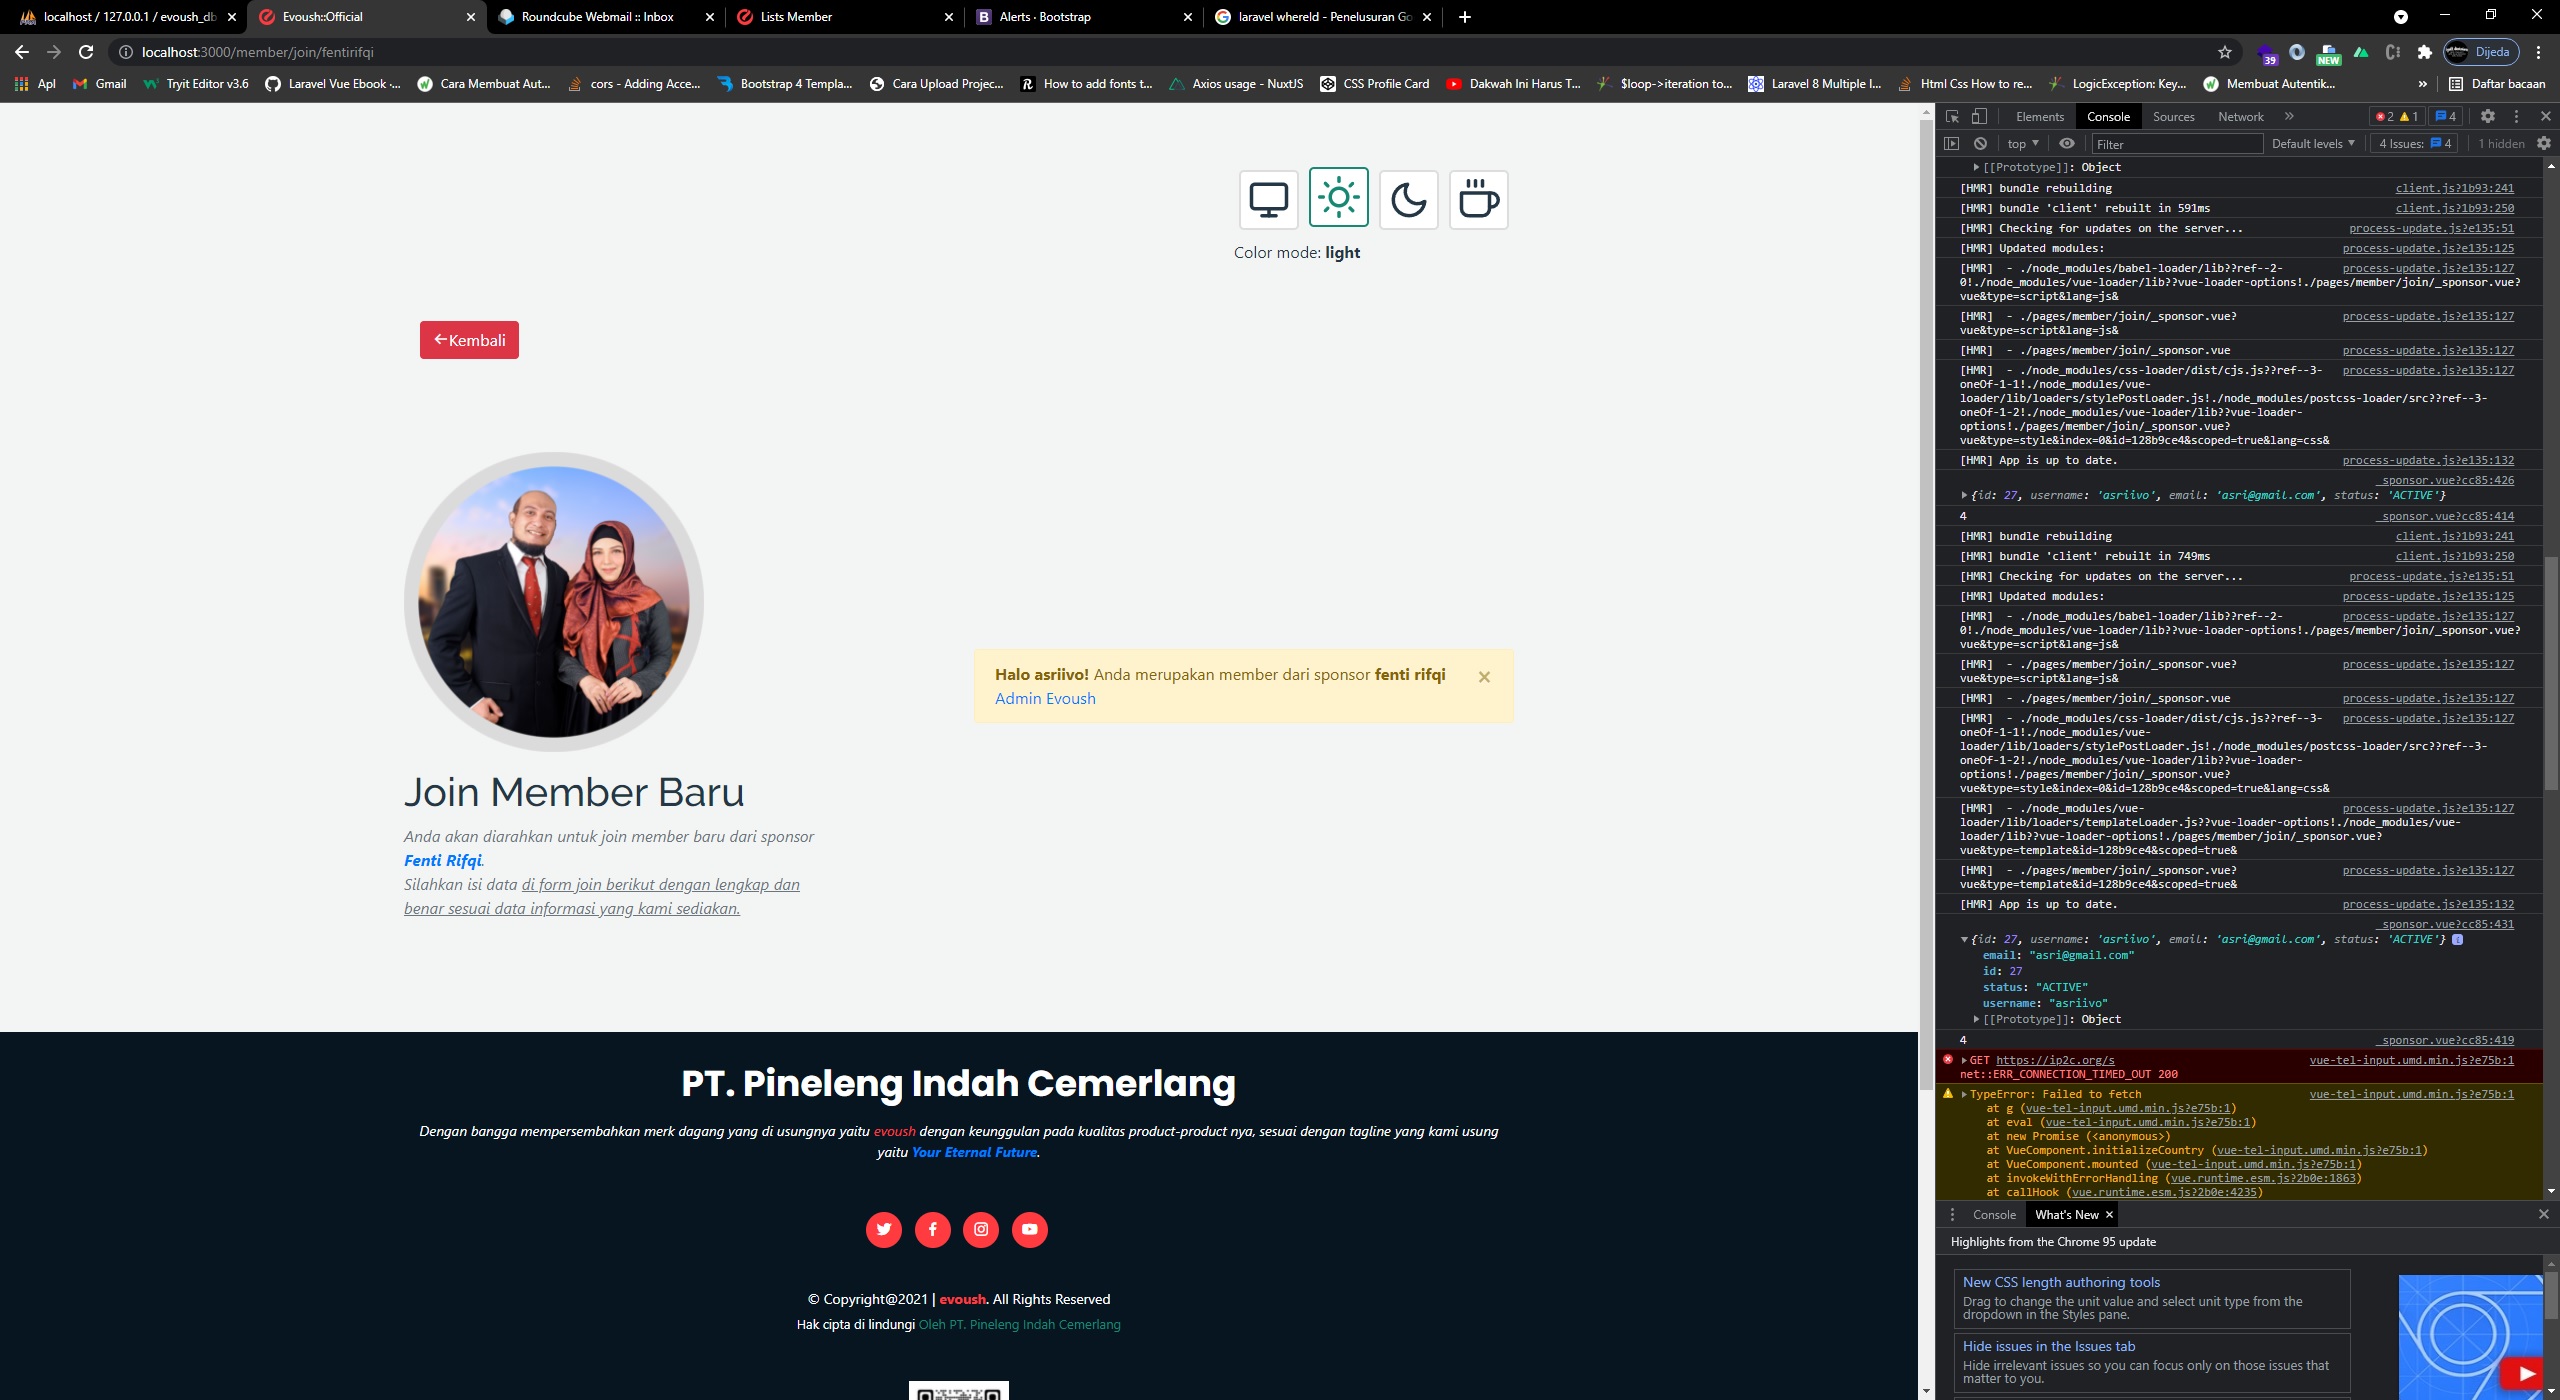 localhost / 127.0.0.1 / evoush_db
Evoush::Official
Roundcube Webmail :: Inbox
Lists Member
Alerts · Bootstrap
laravel whereId - Penelusuran Go
localhost:3000/member/join/fentirifqi
39
NEW
Dijeda
Apl
Gmail
Tryit Editor v3.6
Laravel Vue Ebook -...
Cara Membuat Aut...
cors - Adding Acce...
Bootstrap 4 Templa...
Cara Upload Projec...
How to add fonts t...
Axios usage - NuxtJS
CSS Profile Card
Dakwah Ini Harus T...
$loop->iteration to...
Laravel 8 Multiple I...
Html Css How to re...
LogicException: Key...
Membuat Autentik...
»
Daftar bacaan
Color mode: light
Kembali
Halo asriivo! Anda merupakan member dari sponsor fenti rifqi
Admin Evoush
×
Join Member Baru
Anda akan diarahkan untuk join member baru dari sponsor
Fenti Rifqi.
Silahkan isi data di form join berikut dengan lengkap dan
benar sesuai data informasi yang kami sediakan.
PT. Pineleng Indah Cemerlang
Dengan bangga mempersembahkan merk dagang yang di usungnya yaitu evoush dengan keunggulan pada kualitas product-product nya, sesuai dengan tagline yang kami usung
yaitu Your Eternal Future.
© Copyright@2021 | evoush. All Rights Reserved
Hak cipta di lindungi Oleh PT. Pineleng Indah Cemerlang
Elements Console Sources Network » 2 1 4
top Filter Default levels 4 Issues: 4 1 hidden
[[Prototype]]: Object
[HMR] bundle rebuilding client.js?1b93:241
[HMR] bundle 'client' rebuilt in 591ms client.js?1b93:250
[HMR] Checking for updates on the server... process-update.js?e135:51
[HMR] Updated modules: process-update.js?e135:125
[HMR]  - ./node_modules/babel-loader/lib??ref--2- process-update.js?e135:127
0!./node_modules/vue-loader/lib??vue-loader-options!./pages/member/join/_sponsor.vue?
vue&type=script&lang=js&
[HMR]  - ./pages/member/join/_sponsor.vue? process-update.js?e135:127
vue&type=script&lang=js&
[HMR]  - ./pages/member/join/_sponsor.vue process-update.js?e135:127
[HMR]  - ./node_modules/css-loader/dist/cjs.js??ref--3- process-update.js?e135:127
oneOf-1-1!./node_modules/vue-
loader/lib/loaders/stylePostLoader.js!./node_modules/postcss-loader/src??ref--3-
oneOf-1-2!./node_modules/vue-loader/lib??vue-loader-
options!./pages/member/join/_sponsor.vue?
vue&type=style&index=0&id=128b9ce4&scoped=true&lang=css&
[HMR] App is up to date. process-update.js?e135:132
_sponsor.vue?cc85:426
{id: 27, username: 'asriivo', email: 'asri@gmail.com', status: 'ACTIVE'}
4 _sponsor.vue?cc85:414
[HMR] bundle rebuilding client.js?1b93:241
[HMR] bundle 'client' rebuilt in 749ms client.js?1b93:250
[HMR] Checking for updates on the server... process-update.js?e135:51
[HMR] Updated modules: process-update.js?e135:125
[HMR]  - ./node_modules/babel-loader/lib??ref--2- process-update.js?e135:127
0!./node_modules/vue-loader/lib??vue-loader-options!./pages/member/join/_sponsor.vue?
vue&type=script&lang=js&
[HMR]  - ./pages/member/join/_sponsor.vue? process-update.js?e135:127
vue&type=script&lang=js&
[HMR]  - ./pages/member/join/_sponsor.vue process-update.js?e135:127
[HMR]  - ./node_modules/css-loader/dist/cjs.js??ref--3- process-update.js?e135:127
oneOf-1-1!./node_modules/vue-
loader/lib/loaders/stylePostLoader.js!./node_modules/postcss-loader/src??ref--3-
oneOf-1-2!./node_modules/vue-loader/lib??vue-loader-
options!./pages/member/join/_sponsor.vue?
vue&type=style&index=0&id=128b9ce4&scoped=true&lang=css&
[HMR]  - ./node_modules/vue- process-update.js?e135:127
loader/lib/loaders/templateLoader.js??vue-loader-options!./node_modules/vue-
loader/lib??vue-loader-options!./pages/member/join/_sponsor.vue?
vue&type=template&id=128b9ce4&scoped=true&
[HMR]  - ./pages/member/join/_sponsor.vue? process-update.js?e135:127
vue&type=template&id=128b9ce4&scoped=true&
[HMR] App is up to date. process-update.js?e135:132
_sponsor.vue?cc85:431
{id: 27, username: 'asriivo', email: 'asri@gmail.com', status: 'ACTIVE'}
email: "asri@gmail.com"
id: 27
status: "ACTIVE"
username: "asriivo"
[[Prototype]]: Object
4 _sponsor.vue?cc85:419
GET https://ip2c.org/s vue-tel-input.umd.min.js?e75b:1
net::ERR_CONNECTION_TIMED_OUT 200
TypeError: Failed to fetch vue-tel-input.umd.min.js?e75b:1
at g (vue-tel-input.umd.min.js?e75b:1)
at eval (vue-tel-input.umd.min.js?e75b:1)
at new Promise (<anonymous>)
at VueComponent.initializeCountry (vue-tel-input.umd.min.js?e75b:1)
at VueComponent.mounted (vue-tel-input.umd.min.js?e75b:1)
at invokeWithErrorHandling (vue.runtime.esm.js?2b0e:1863)
at callHook (vue.runtime.esm.js?2b0e:4235)
Console What's New
Highlights from the Chrome 95 update
New CSS length authoring tools
Drag to change the unit value and select unit type from the
dropdown in the Styles pane.
Hide issues in the Issues tab
Hide irrelevant issues so you can focus only on those issues that
matter to you.